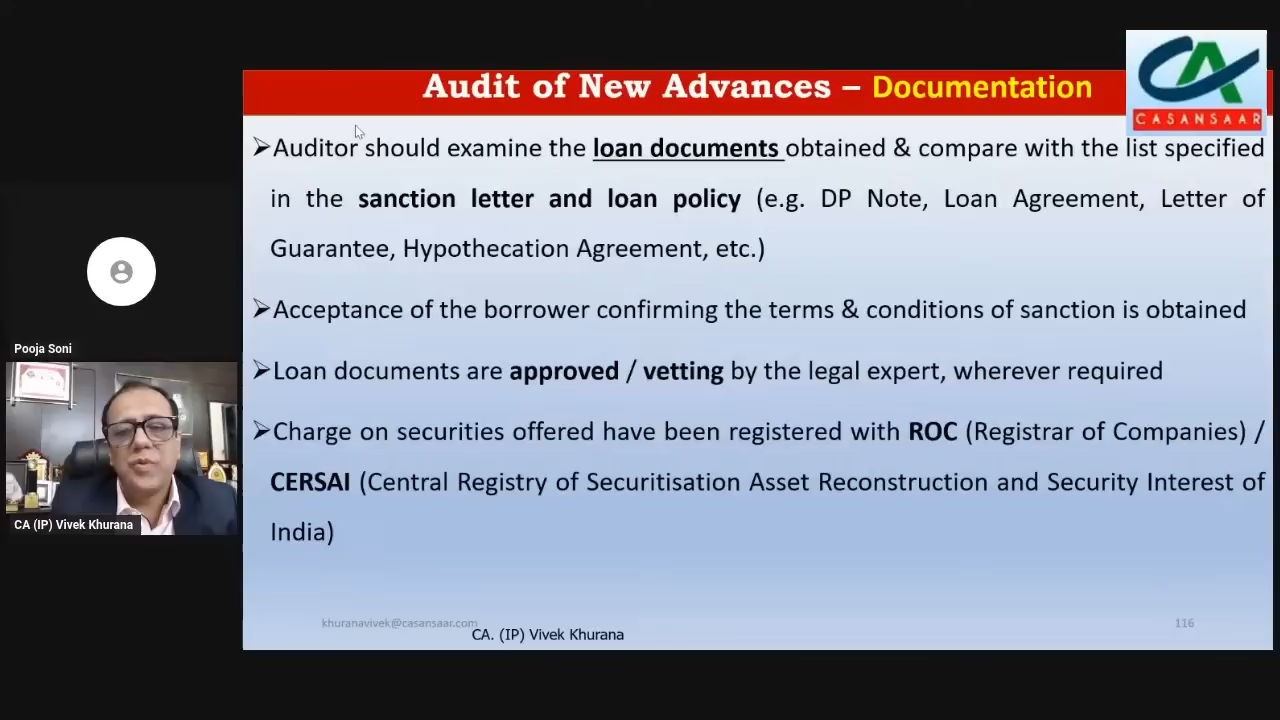 Audit of New Advances – Documentation
CASANSAAR
➢Auditor should examine the loan documents obtained & compare with the list specified
in the sanction letter and loan policy (e.g. DP Note, Loan Agreement, Letter of
Guarantee, Hypothecation Agreement, etc.)
➢Acceptance of the borrower confirming the terms & conditions of sanction is obtained
➢Loan documents are approved / vetting by the legal expert, wherever required
➢Charge on securities offered have been registered with ROC (Registrar of Companies) /
CERSAI (Central Registry of Securitisation Asset Reconstruction and Security Interest of
India)
Pooja Soni
CA (IP) Vivek Khurana
khuranavivek@casansaar.com
CA. (IP) Vivek Khurana
116